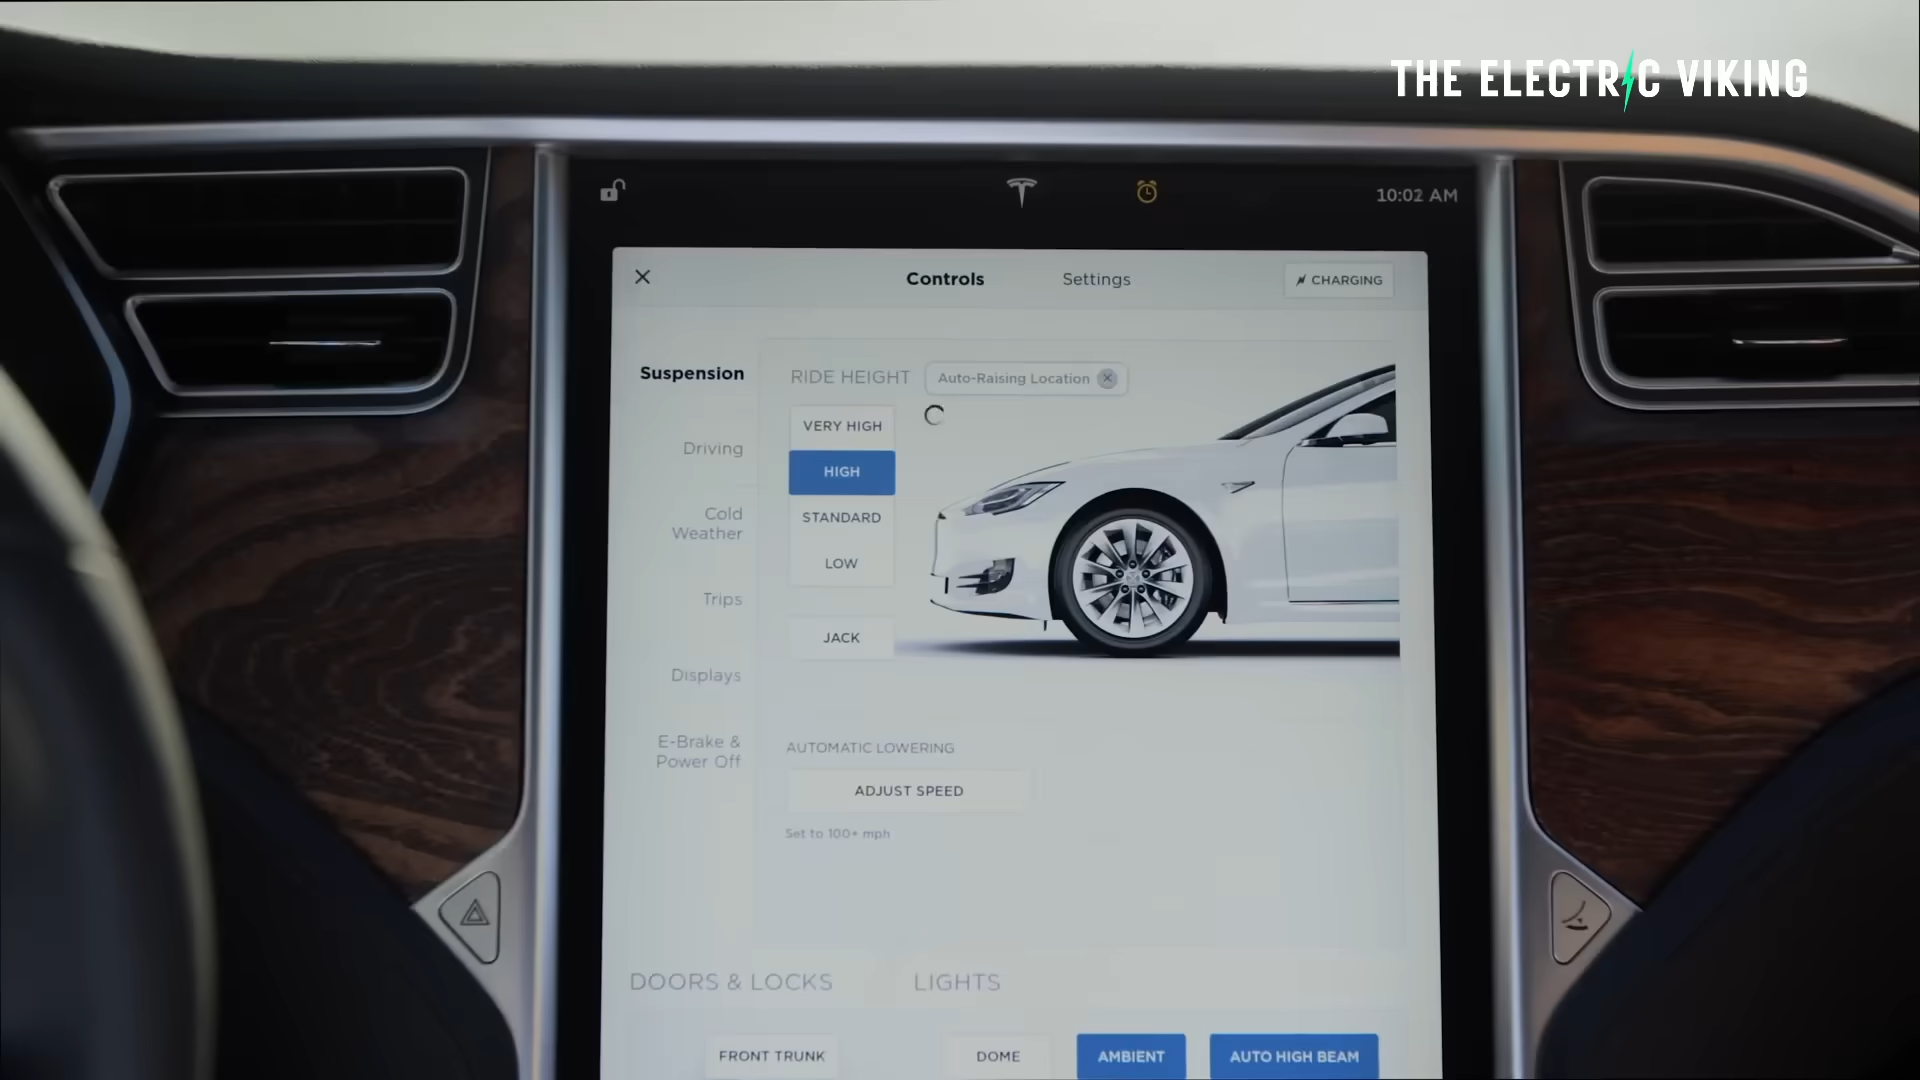 THE ELECTRIC VIKING
10:02 AM
Controls
Settings
CHARGING
Suspension
RIDE HEIGHT
Auto-Raising Location
VERY HIGH
Driving
HIGH
Cold
Weather
STANDARD
LOW
Trips
JACK
Displays
E-Brake &
Power Off
AUTOMATIC LOWERING
ADJUST SPEED
Set to 100+ mph
DOORS & LOCKS
LIGHTS
FRONT TRUNK
DOME
AMBIENT
AUTO HIGH BEAM